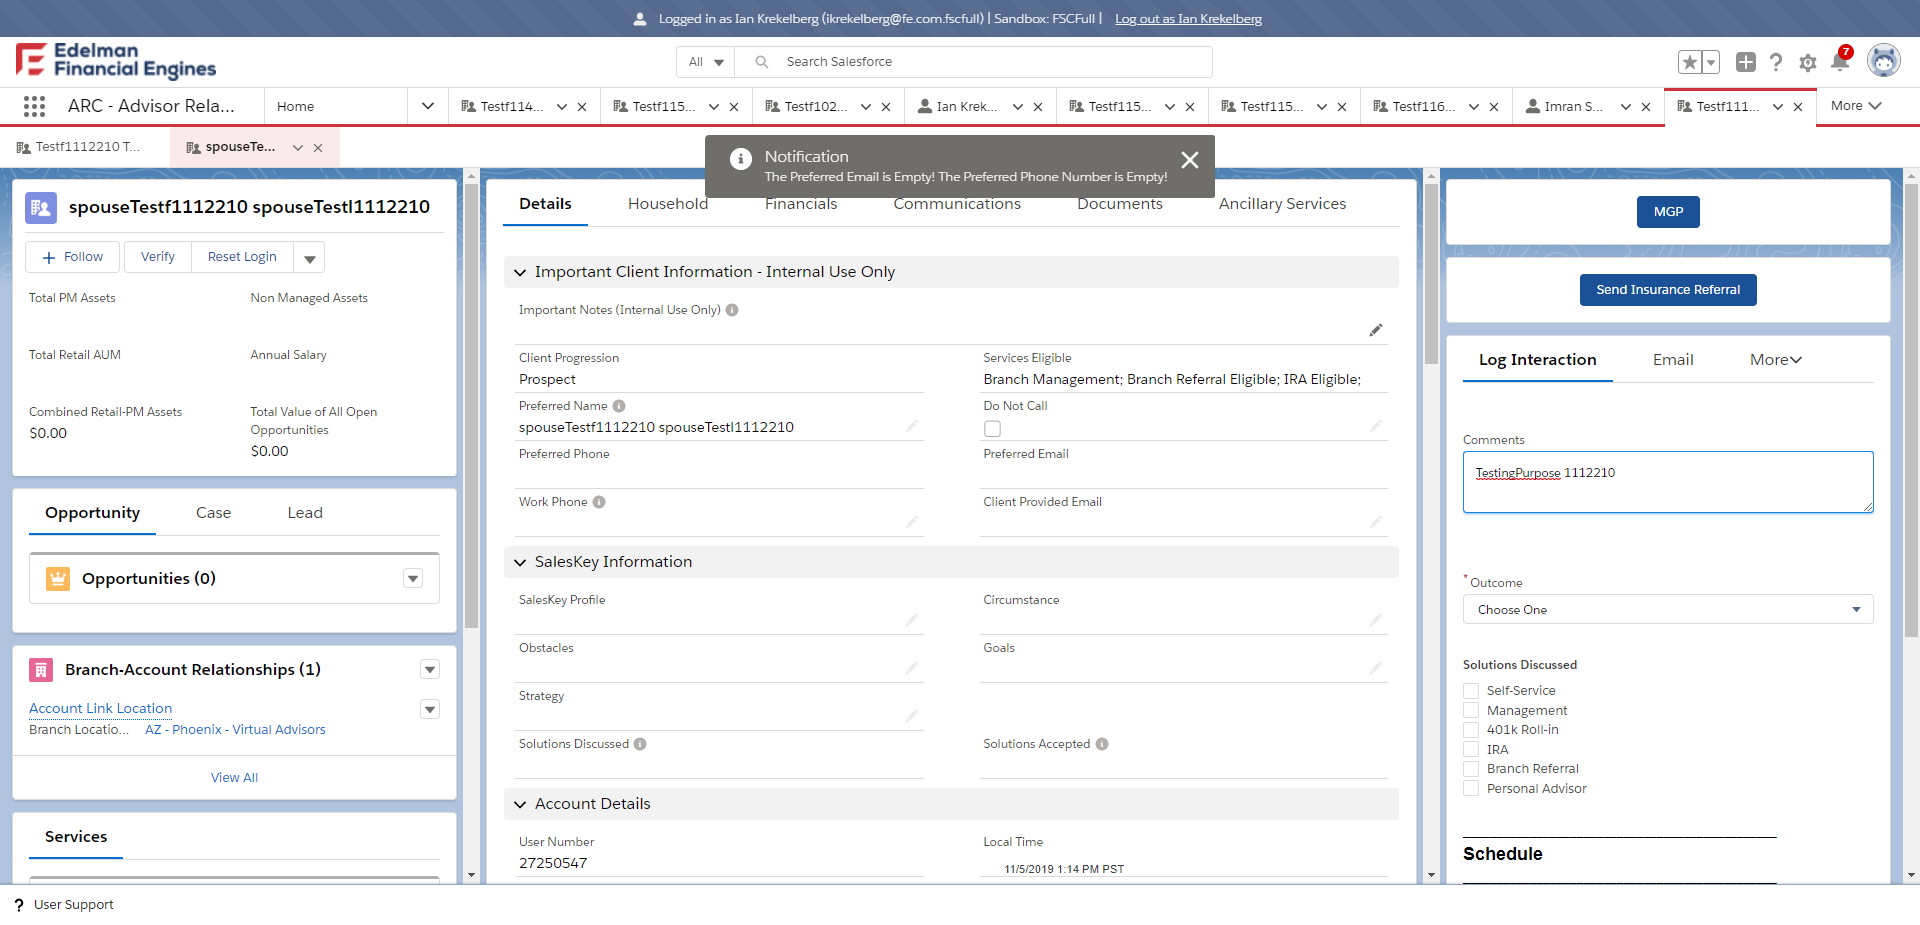 Logged in as Ian Krekelberg (ikrekelberg@fe.com.fscfull) | Sandbox: FSCFull | Log out as Ian Krekelberg
Edelman
Financial Engines
All
Search Salesforce
7
ARC - Advisor Rela...
Home
Testf114...
Testf115...
Testf102...
Ian Krek...
Testf115...
Testf115...
Testf116...
Imran S...
Testf111...
More
Testf1112210 T...
spouseTe...
Notification
The Preferred Email is Empty! The Preferred Phone Number is Empty!
spouseTestf1112210 spouseTestl1112210
Follow
Verify
Reset Login
Total PM Assets
Non Managed Assets
Total Retail AUM
Annual Salary
Combined Retail-PM Assets
$0.00
Total Value of All Open
Opportunities
$0.00
Opportunity
Case
Lead
Opportunities (0)
Branch-Account Relationships (1)
Account Link Location
Branch Locatio...
AZ - Phoenix - Virtual Advisors
View All
Services
Details
Household
Financials
Communications
Documents
Ancillary Services
Important Client Information - Internal Use Only
Important Notes (Internal Use Only)
Client Progression
Prospect
Services Eligible
Branch Management; Branch Referral Eligible; IRA Eligible;
Preferred Name
spouseTestf1112210 spouseTestl1112210
Do Not Call
Preferred Phone
Preferred Email
Work Phone
Client Provided Email
SalesKey Information
SalesKey Profile
Circumstance
Obstacles
Goals
Strategy
Solutions Discussed
Solutions Accepted
Account Details
User Number
27250547
Local Time
11/5/2019 1:14 PM PST
MGP
Send Insurance Referral
Log Interaction
Email
More
Comments
TestingPurpose 1112210
*Outcome
Choose One
Solutions Discussed
Self-Service
Management
401k Roll-in
IRA
Branch Referral
Personal Advisor
Schedule
? User Support